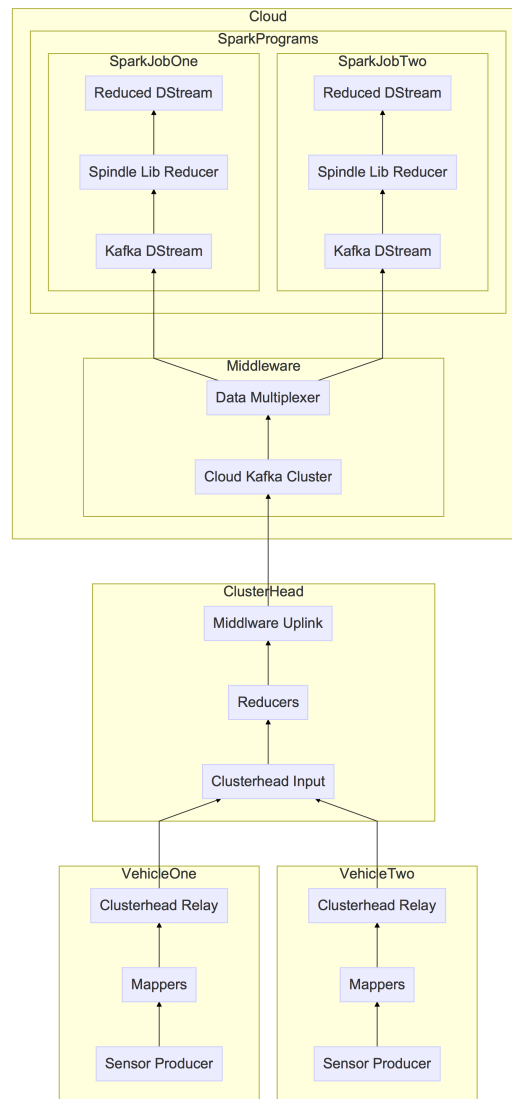 Cloud
SparkPrograms
SparkJobOne
SparkJobTwo
Reduced DStream
Reduced DStream
Spindle Lib Reducer
Spindle Lib Reducer
Kafka DStream
Kafka DStream
Middleware
Data Multiplexer
Cloud Kafka Cluster
ClusterHead
Middlware Uplink
Reducers
Clusterhead Input
VehicleOne
VehicleTwo
Clusterhead Relay
Clusterhead Relay
Mappers
Mappers
Sensor Producer
Sensor Producer